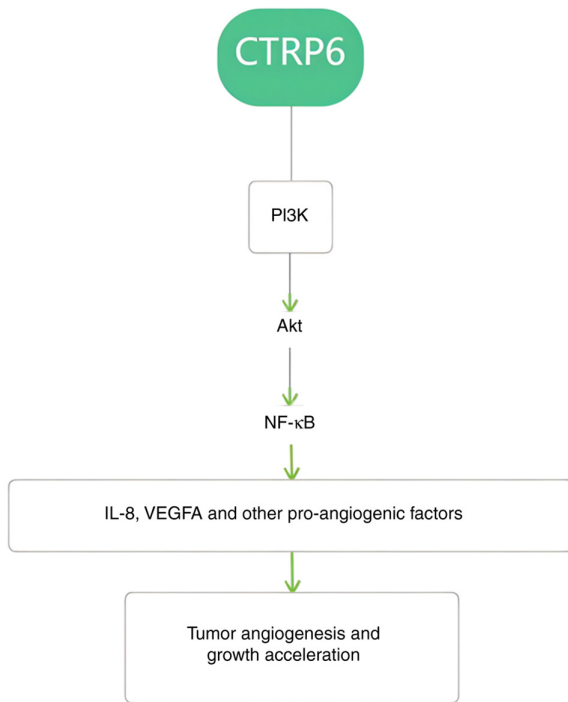 CTRP6
PI3K
Akt
NF-κB
IL-8, VEGFA and other pro-angiogenic factors
Tumor angiogenesis and
growth acceleration